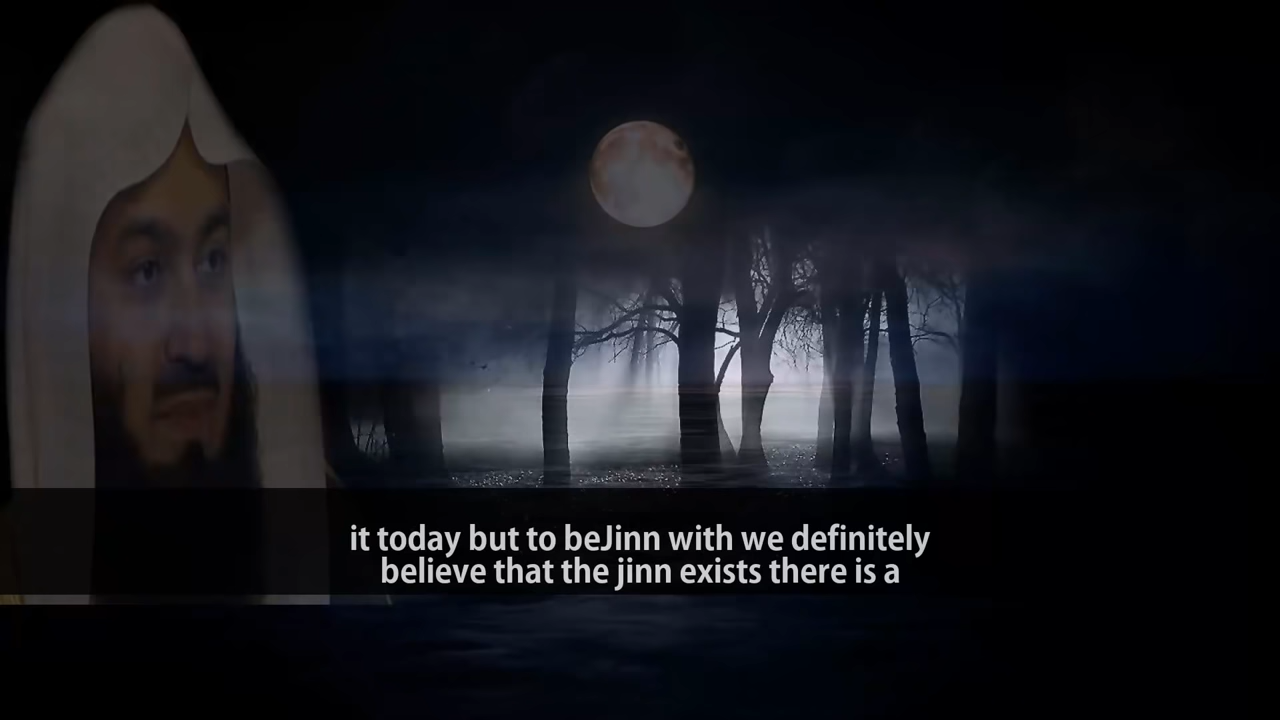 it today but to beJinn with we definitely
believe that the jinn exists there is a